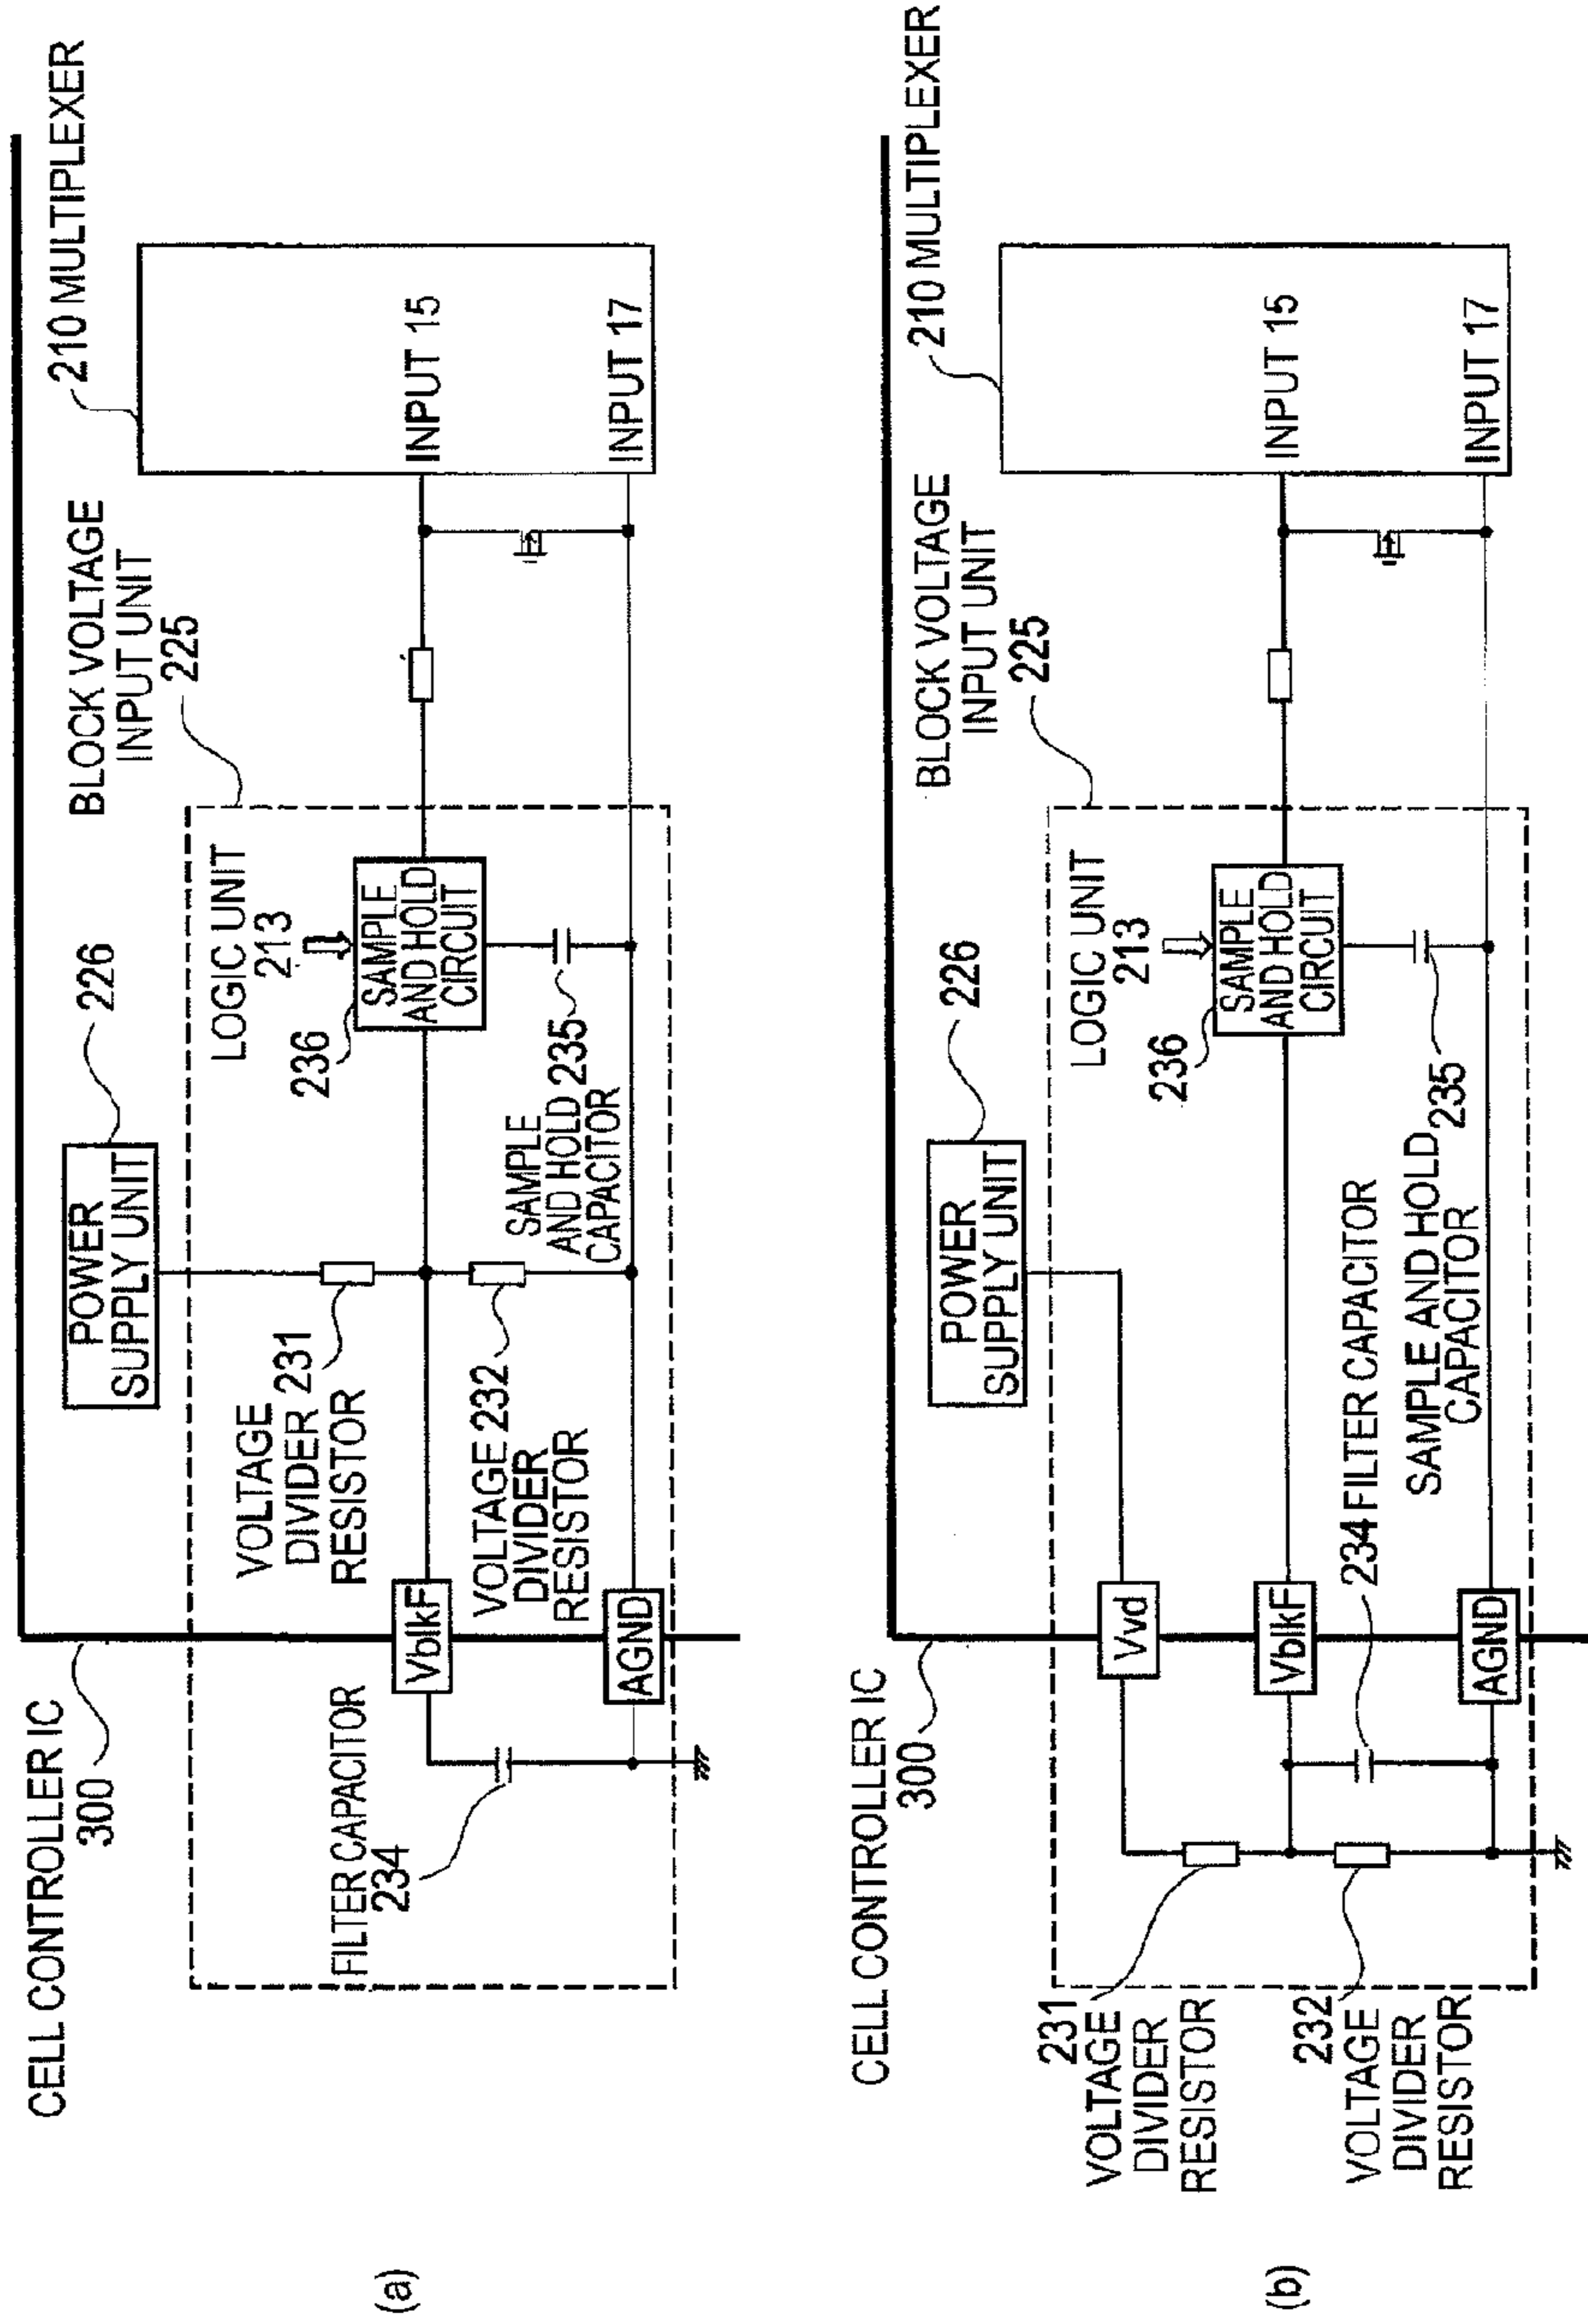 (a)
CELL CONTROLLER IC
300
POWER
SUPPLY UNIT
226
BLOCK VOLTAGE
INPUT UNIT
225
210 MULTIPLEXER
LOGIC UNIT
213
236
SAMPLE
AND HOLD
CIRCUIT
VOLTAGE
DIVIDER 231
RESISTOR
VOLTAGE 232
DIVIDER
RESISTOR
SAMPLE
AND HOLD 235
CAPACITOR
FILTER CAPACITOR
234
VblkF
AGND
INPUT 15
INPUT 17
(b)
CELL CONTROLLER IC
300
POWER
SUPPLY UNIT
226
BLOCK VOLTAGE
INPUT UNIT
225
210 MULTIPLEXER
LOGIC UNIT
213
236
SAMPLE
AND HOLD
CIRCUIT
Vvd
VblkF
AGND
234 FILTER CAPACITOR
SAMPLE AND HOLD 235
CAPACITOR
231
VOLTAGE
DIVIDER
RESISTOR
232
VOLTAGE
DIVIDER
RESISTOR
INPUT 15
INPUT 17